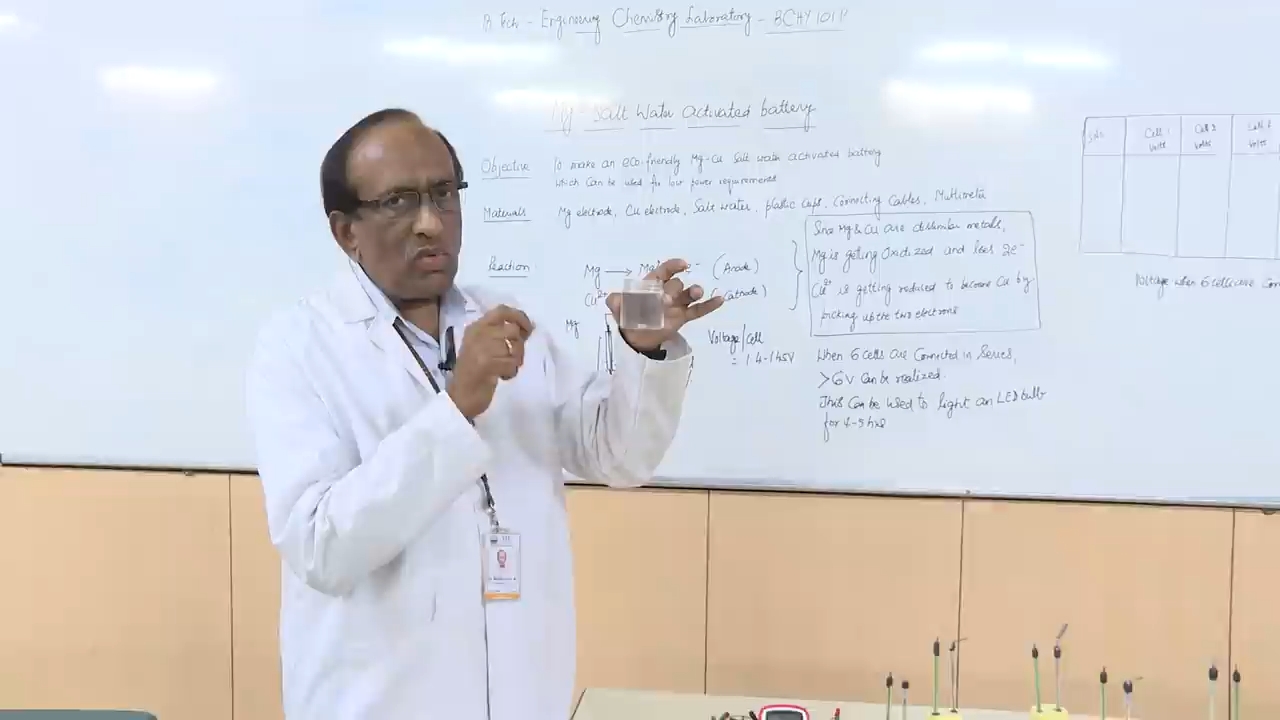 B Tech - Engineering Chemistry Laboratory - BCHY101P
Mg - Salt Water Activated battery
Objective To make an eco-friendly Mg-Cu Salt water activated battery
which can be used for low power requirements
Materials Mg electrode, Cu electrode, Salt water, plastic cups, Connecting Cables, Multimeter
Reaction Mg → (Anode)
Cu2+ (Cathode)
Since Mg & Cu are dissimilar metals,
Mg is getting Oxidized and loses 2e-
Cu2+ is getting reduced to become Cu by
picking up the two electrons
Mg
Voltage/Cell
= 1.4-1.45V
When 6 Cells are Connected in Series,
>6V Can be realized.
This Can be used to light an LED bulb
for 4-5 hrs
Cell 1 Volts
Cell 2 Volts
Volts
Voltage when 6 cells are Con